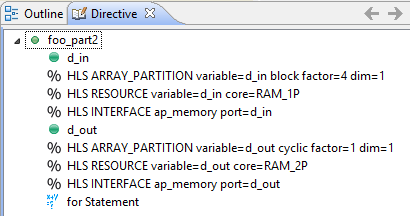 Outline Directive
foo_part2
d_in
% HLS ARRAY_PARTITION variable=d_in block factor=4 dim=1
% HLS RESOURCE variable=d_in core=RAM_1P
% HLS INTERFACE ap_memory port=d_in
d_out
% HLS ARRAY_PARTITION variable=d_out cyclic factor=1 dim=1
% HLS RESOURCE variable=d_out core=RAM_2P
% HLS INTERFACE ap_memory port=d_out
for Statement